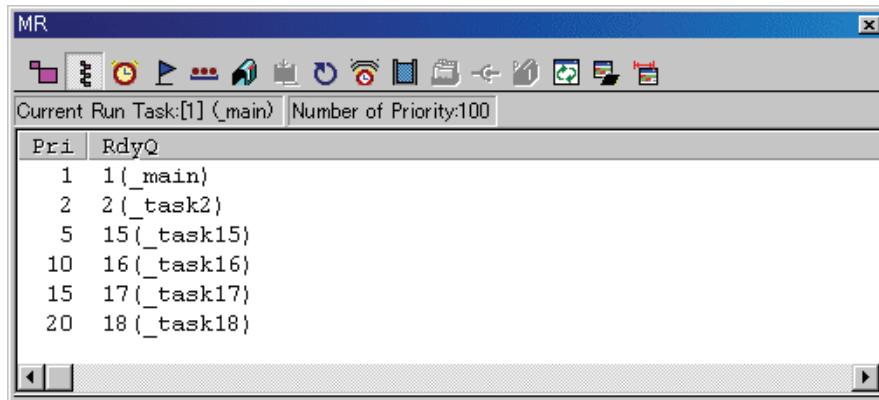 MR
Current Run Task:[1] (_main) Number of Priority:100
Pri RdyQ
1 1(_main)
2 2(_task2)
5 15(_task15)
10 16(_task16)
15 17(_task17)
20 18(_task18)